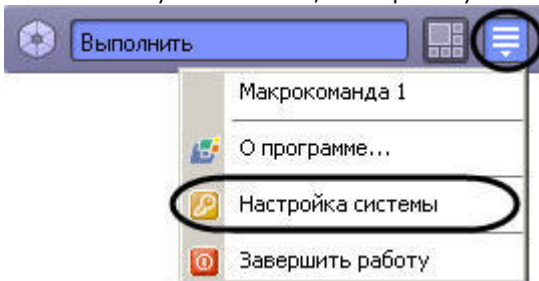 Выполнить
Макрокоманда 1
О программе...
Настройка системы
Завершить работу